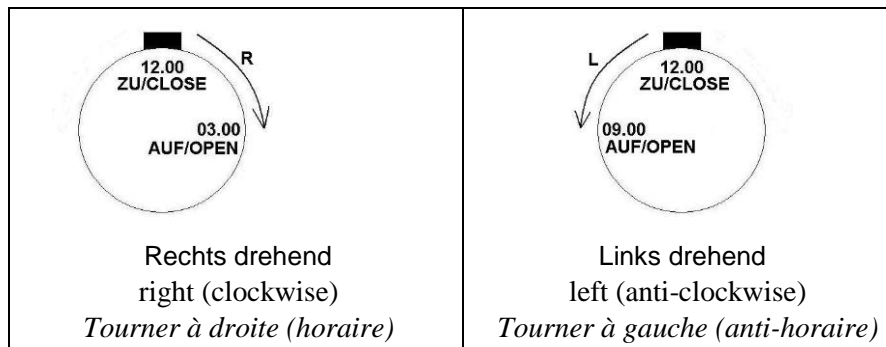 R
12.00
ZU/CLOSE
03.00
AUF/OPEN
Rechts drehend
right (clockwise)
Tourner à droite (horaire)
L
12.00
ZU/CLOSE
09.00
AUF/OPEN
Links drehend
left (anti-clockwise)
Tourner à gauche (anti-horaire)